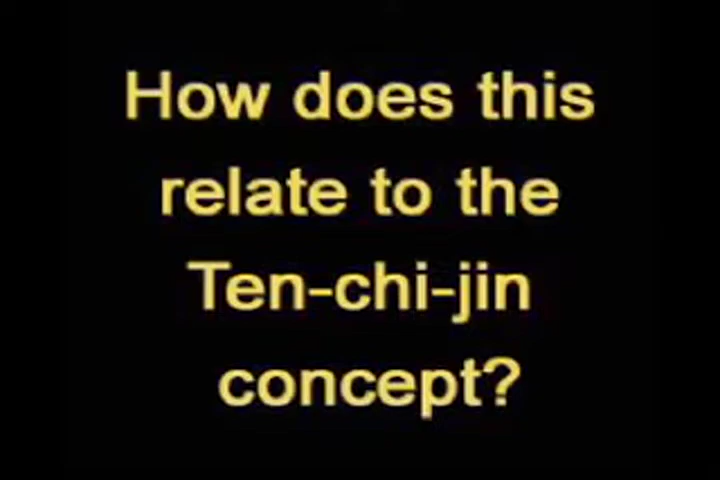 How does this
relate to the
Ten-chi-jin
concept?